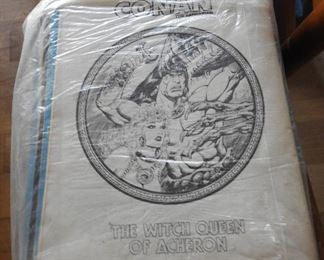 CONAN
THE WITCH QUEEN
OF ACHERON